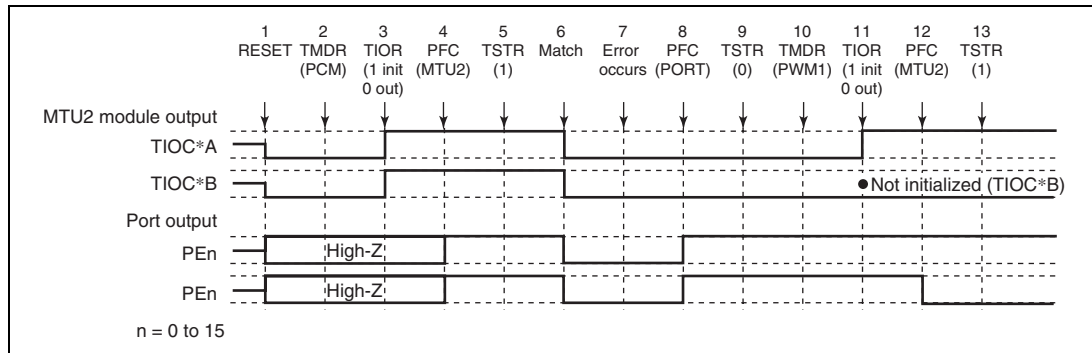 1 2 3 4 5 6 7 8 9 10 11 12 13
RESET TMDR TIOR PFC TSTR Match Error PFC TSTR TMDR TIOR PFC TSTR
(PCM) (1 init (MTU2) (1) occurs (PORT) (0) (PWM1) (1 init (MTU2) (1)
0 out) 0 out)
MTU2 module output
TIOC*A
TIOC*B
● Not initialized (TIOC*B)
Port output
PEn
High-Z
PEn
High-Z
n = 0 to 15